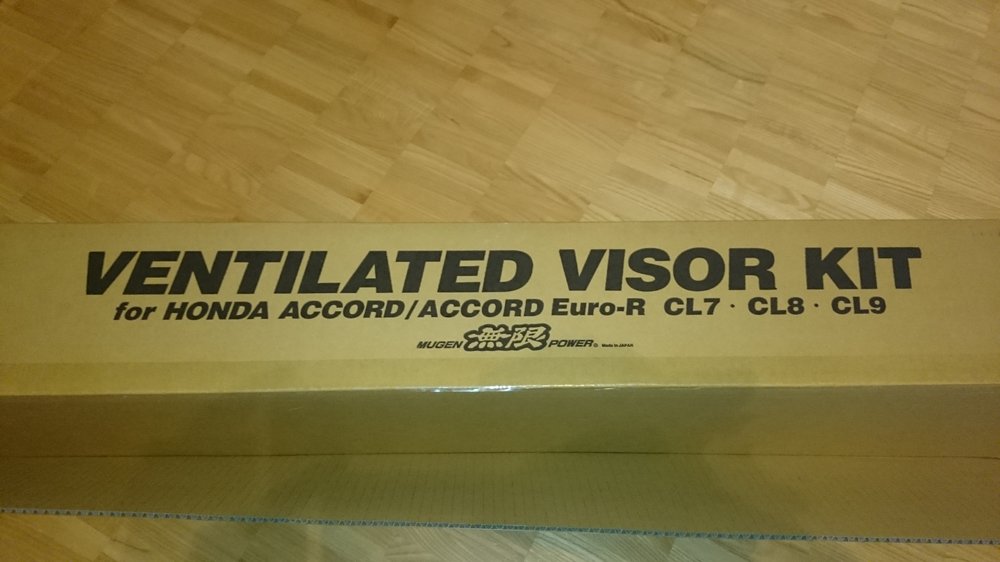 VENTILATED VISOR KIT
for HONDA ACCORD/ACCORD Euro-R CL7 · CL8 · CL9
MUGEN 無限 POWER© Made in JAPAN